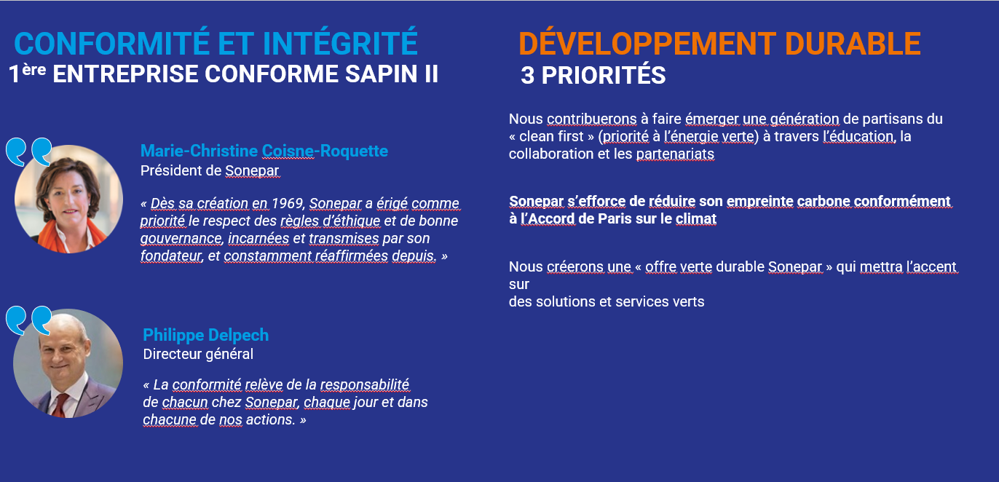 CONFORMITÉ ET INTÉGRITÉ
1ère ENTREPRISE CONFORME SAPIN II
Marie-Christine Coisne-Roquette
Président de Sonepar
« Dès sa création en 1969, Sonepar a érigé comme
priorité le respect des règles d’éthique et de bonne
gouvernance, incarnées et transmises par son
fondateur, et constamment réaffirmées depuis. »
Philippe Delpech
Directeur général
« La conformité relève de la responsabilité
de chacun chez Sonepar, chaque jour et dans
chacune de nos actions. »
DÉVELOPPEMENT DURABLE
3 PRIORITÉS
Nous contribuerons à faire émerger une génération de partisans du
« clean first » (priorité à l’énergie verte) à travers l’éducation, la
collaboration et les partenariats
Sonepar s’efforce de réduire son empreinte carbone conformément
à l’Accord de Paris sur le climat
Nous créerons une « offre verte durable Sonepar » qui mettra l’accent
sur
des solutions et services verts